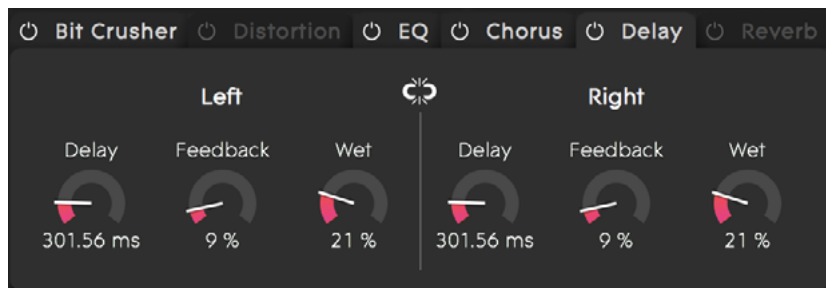 Bit Crusher Distortion EQ Chorus Delay Reverb
Left Right
Delay Feedback Wet Delay Feedback Wet
301.56 ms 9 % 21 % 301.56 ms 9 % 21 %